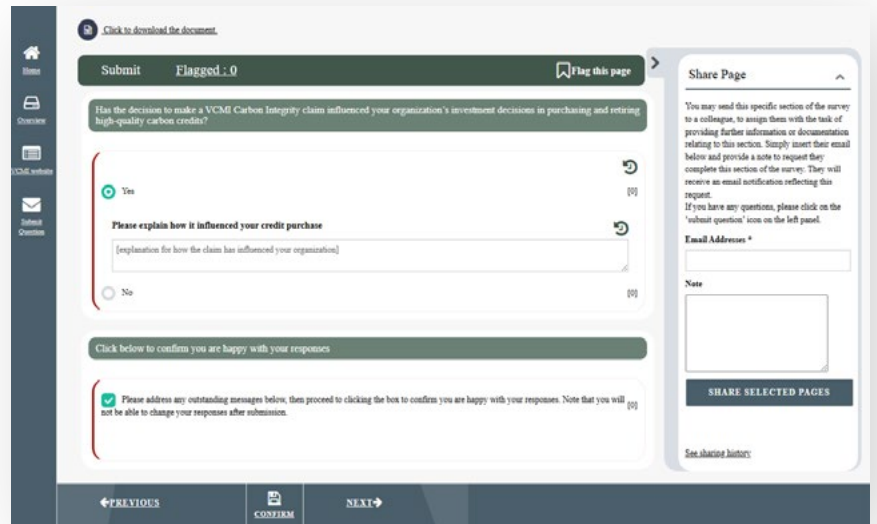 Click to download the document.
Home
Overview
VCMI website
Submit
Question
Submit
Flagged : 0
Flag this page
Has the decision to make a VCMI Carbon Integrity claim influenced your organization's investment decisions in purchasing and retiring
high-quality carbon credits?
Yes
[0]
Please explain how it influenced your credit purchase
[explanation for how the claim has influenced your organization]
No
[0]
Click below to confirm you are happy with your responses
Please address any outstanding messages below, then proceed to clicking the box to confirm you are happy with your responses. Note that you will
not be able to change your responses after submission.
[0]
PREVIOUS
CONFIRM
NEXT
Share Page
You may send this specific section of the survey
to a colleague, to assign them with the task of
providing further information or documentation
relating to this section. Simply insert their email
below and provide a note to request they
complete this section of the survey. They will
receive an email notification reflecting this
request.
If you have any questions, please click on the
'submit question' icon on the left panel.
Email Addresses *
Note
SHARE SELECTED PAGES
See sharing history